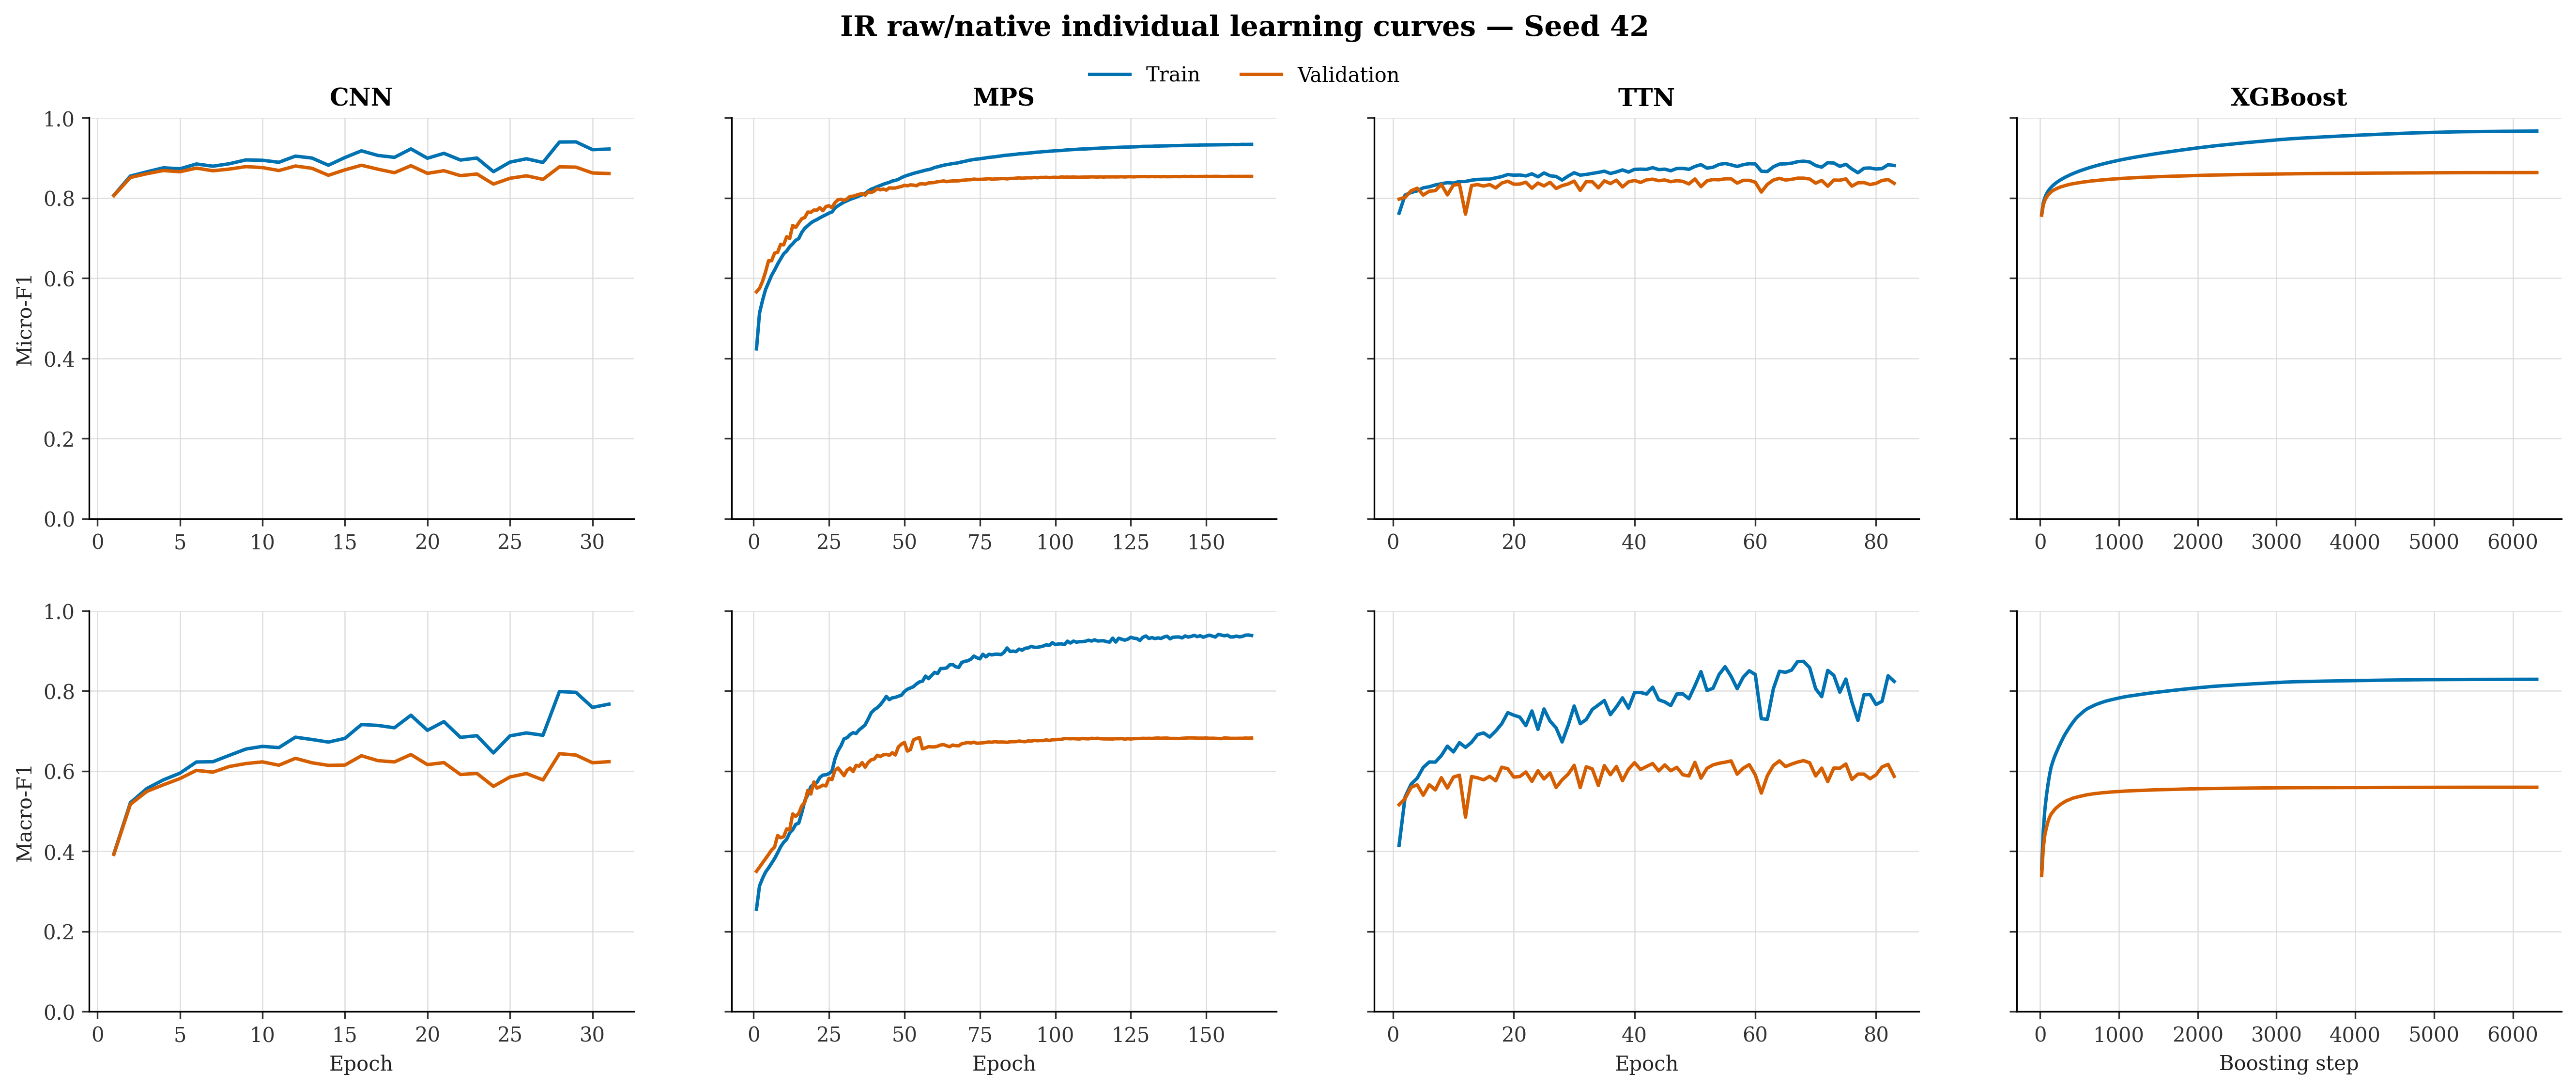 IR raw/native individual learning curves — Seed 42
Train Validation
CNN MPS TTN XGBoost
Micro-F1
1.0
0.8
0.6
0.4
0.2
0.0
0 5 10 15 20 25 30
0 25 50 75 100 125 150
0 20 40 60 80
0 1000 2000 3000 4000 5000 6000
Macro-F1
1.0
0.8
0.6
0.4
0.2
0.0
0 5 10 15 20 25 30
0 25 50 75 100 125 150
0 20 40 60 80
0 1000 2000 3000 4000 5000 6000
Epoch Epoch Epoch Boosting step